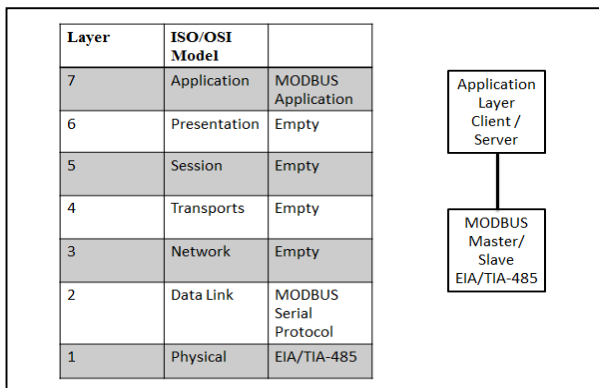 Layer ISO/OSI
Model
7 Application MODBUS
Application
6 Presentation Empty
5 Session Empty
4 Transports Empty
3 Network Empty
2 Data Link MODBUS
Serial
Protocol
1 Physical EIA/TIA-485
Application
Layer
Client /
Server
MODBUS
Master/
Slave
EIA/TIA-485